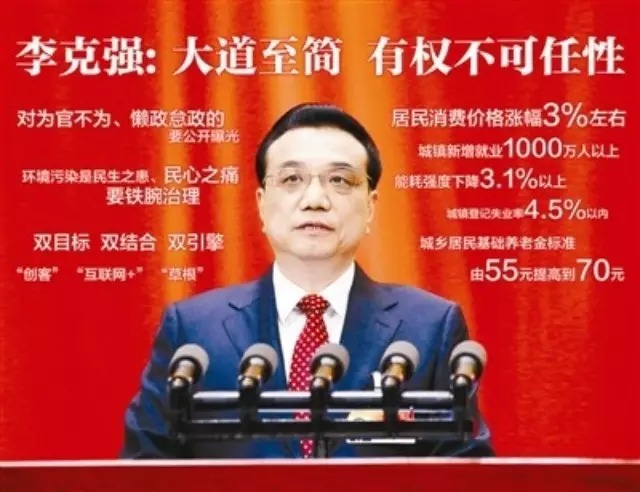 李克强: 大道至简 有权不可任性
对为官不为、懒政怠政的
要公开曝光
环境污染是民生之患、民心之痛
要铁腕治理
双目标 双结合 双引擎
“创客” “互联网+” “草根”
居民消费价格涨幅3%左右
城镇新增就业1000万人以上
能耗强度下降3.1%以上
城镇登记失业率4.5%以内
城乡居民基础养老金标准
由55元提高到70元